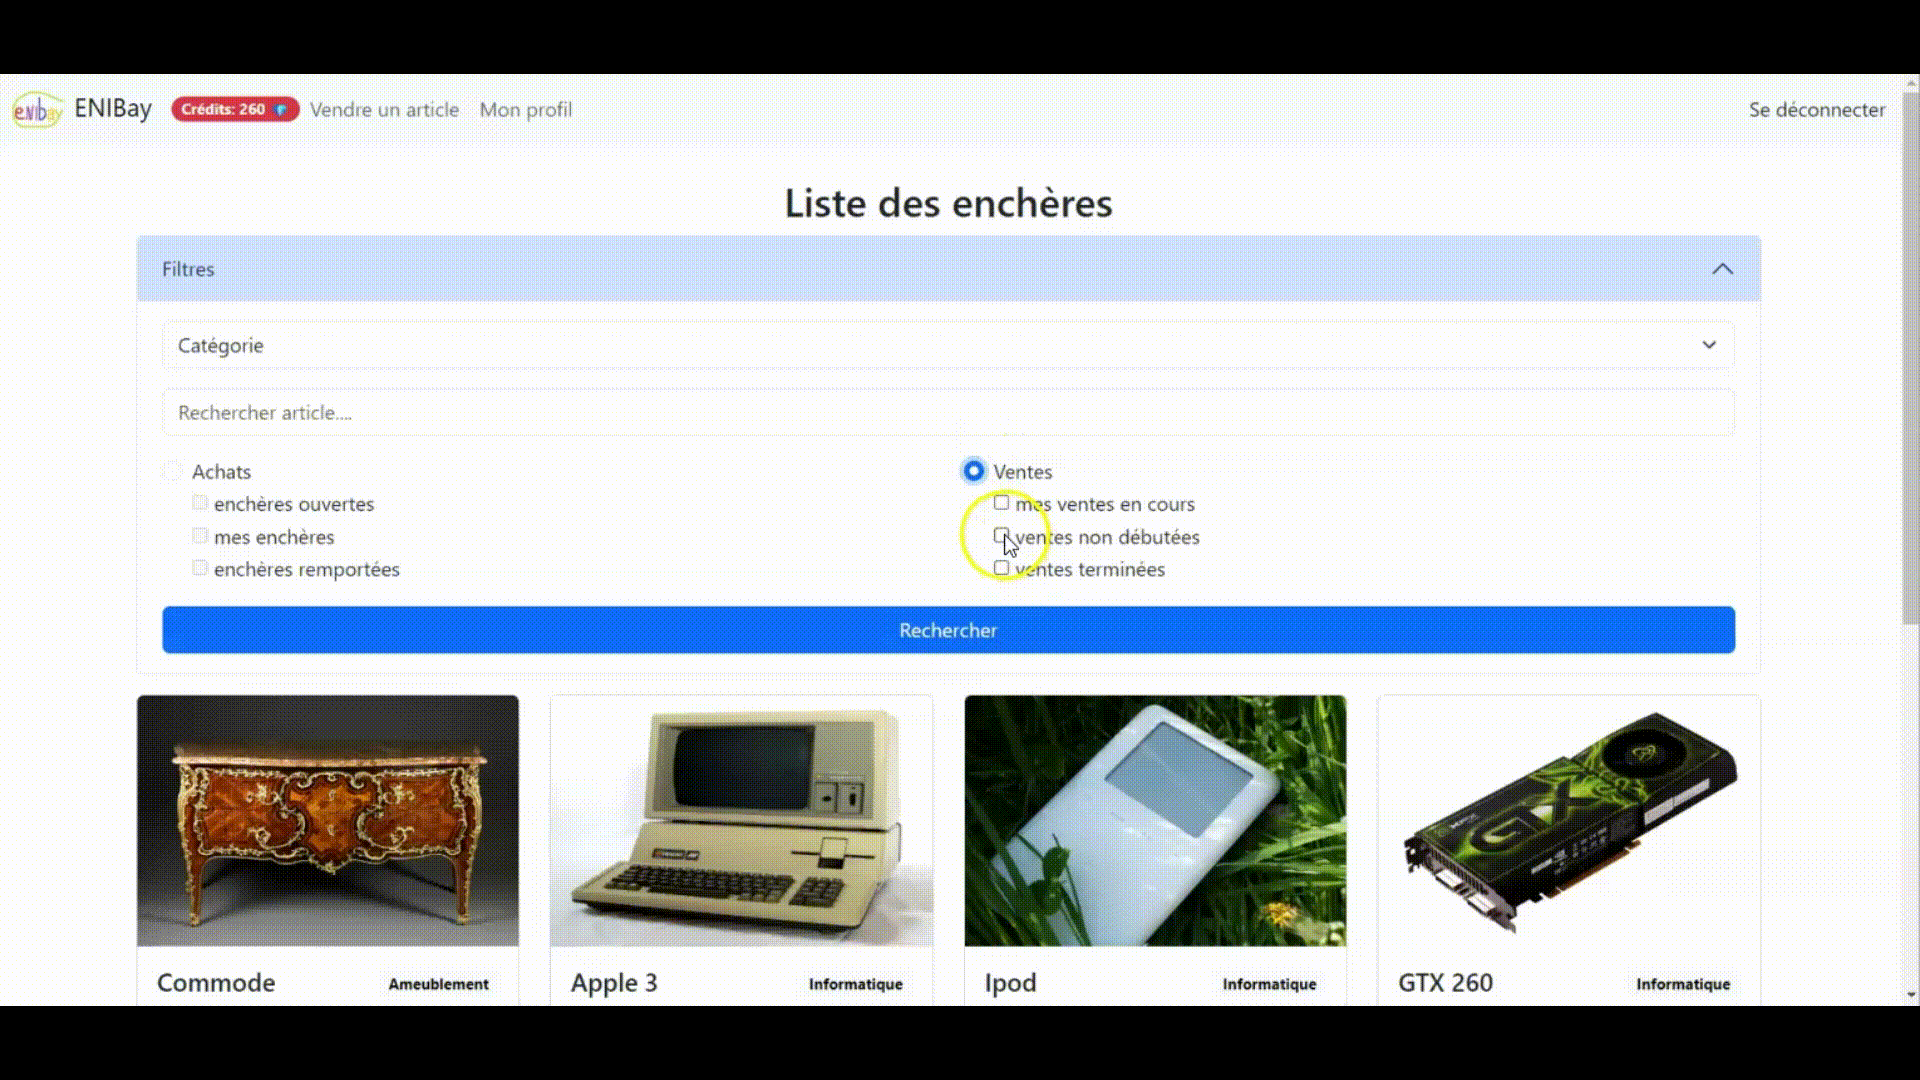 enibay ENIBay Crédits: 260 Vendre un article Mon profil Se déconnecter
Liste des enchères
Filtres
Catégorie
Rechercher article....
Achats
enchères ouvertes
mes enchères
enchères remportées
Ventes
mes ventes en cours
ventes non débutées
ventes terminées
Rechercher
GTX
Commode Ameublement
Apple 3 Informatique
Ipod Informatique
GTX 260 Informatique